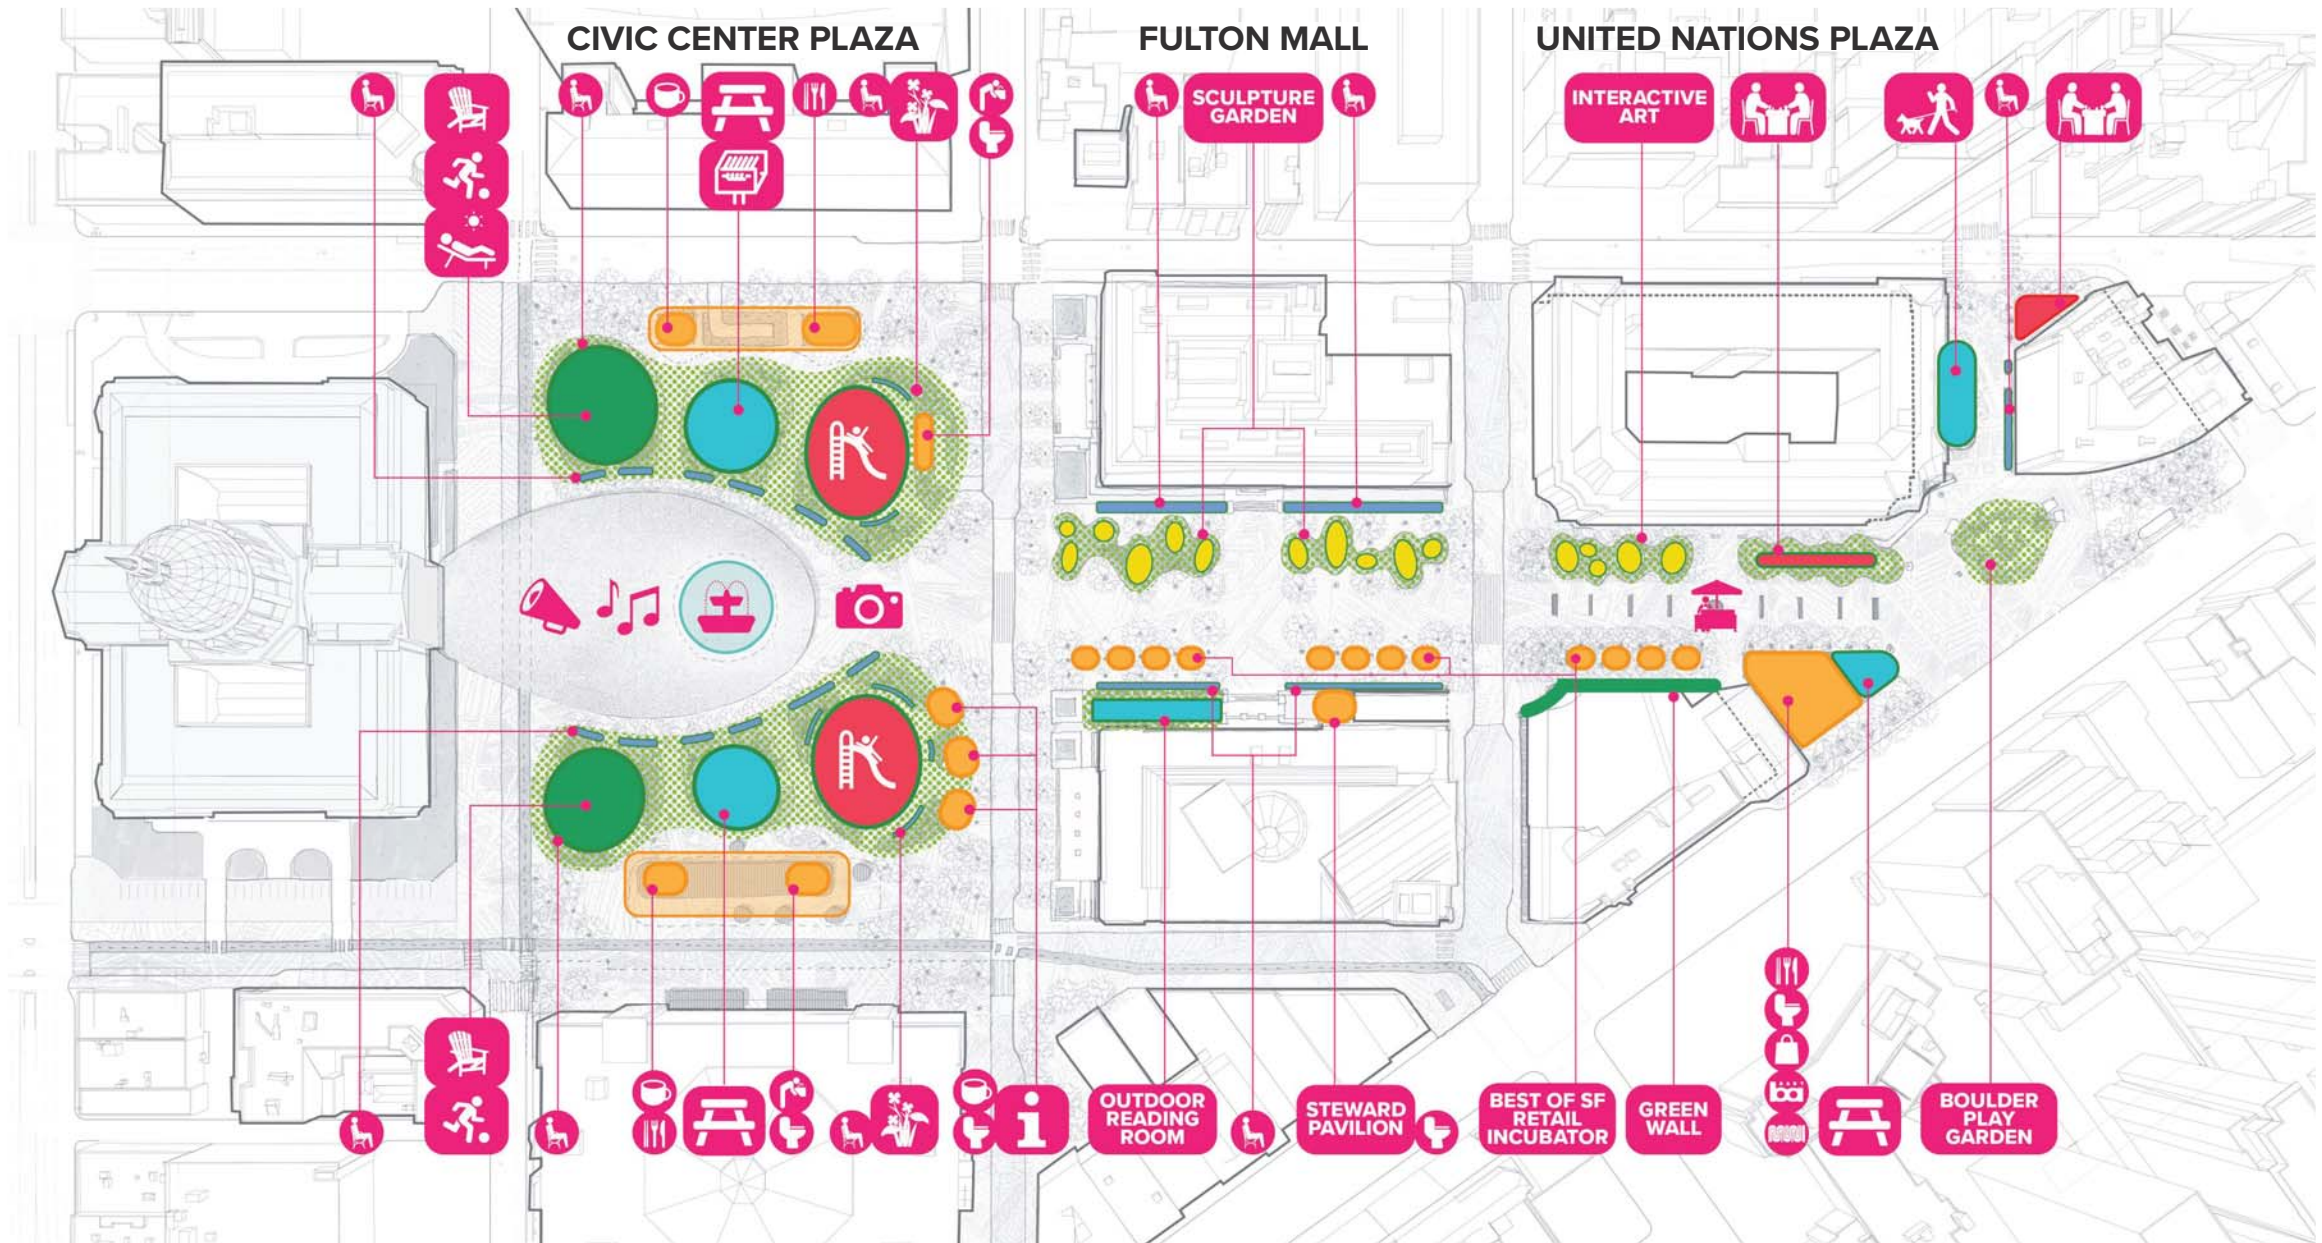 CIVIC CENTER PLAZA
FULTON MALL
UNITED NATIONS PLAZA
SCULPTURE
GARDEN
INTERACTIVE
ART
OUTDOOR
READING
ROOM
STEWARD
PAVILION
BEST OF SF
RETAIL
INCUBATOR
GREEN
WALL
BOULDER
PLAY
GARDEN